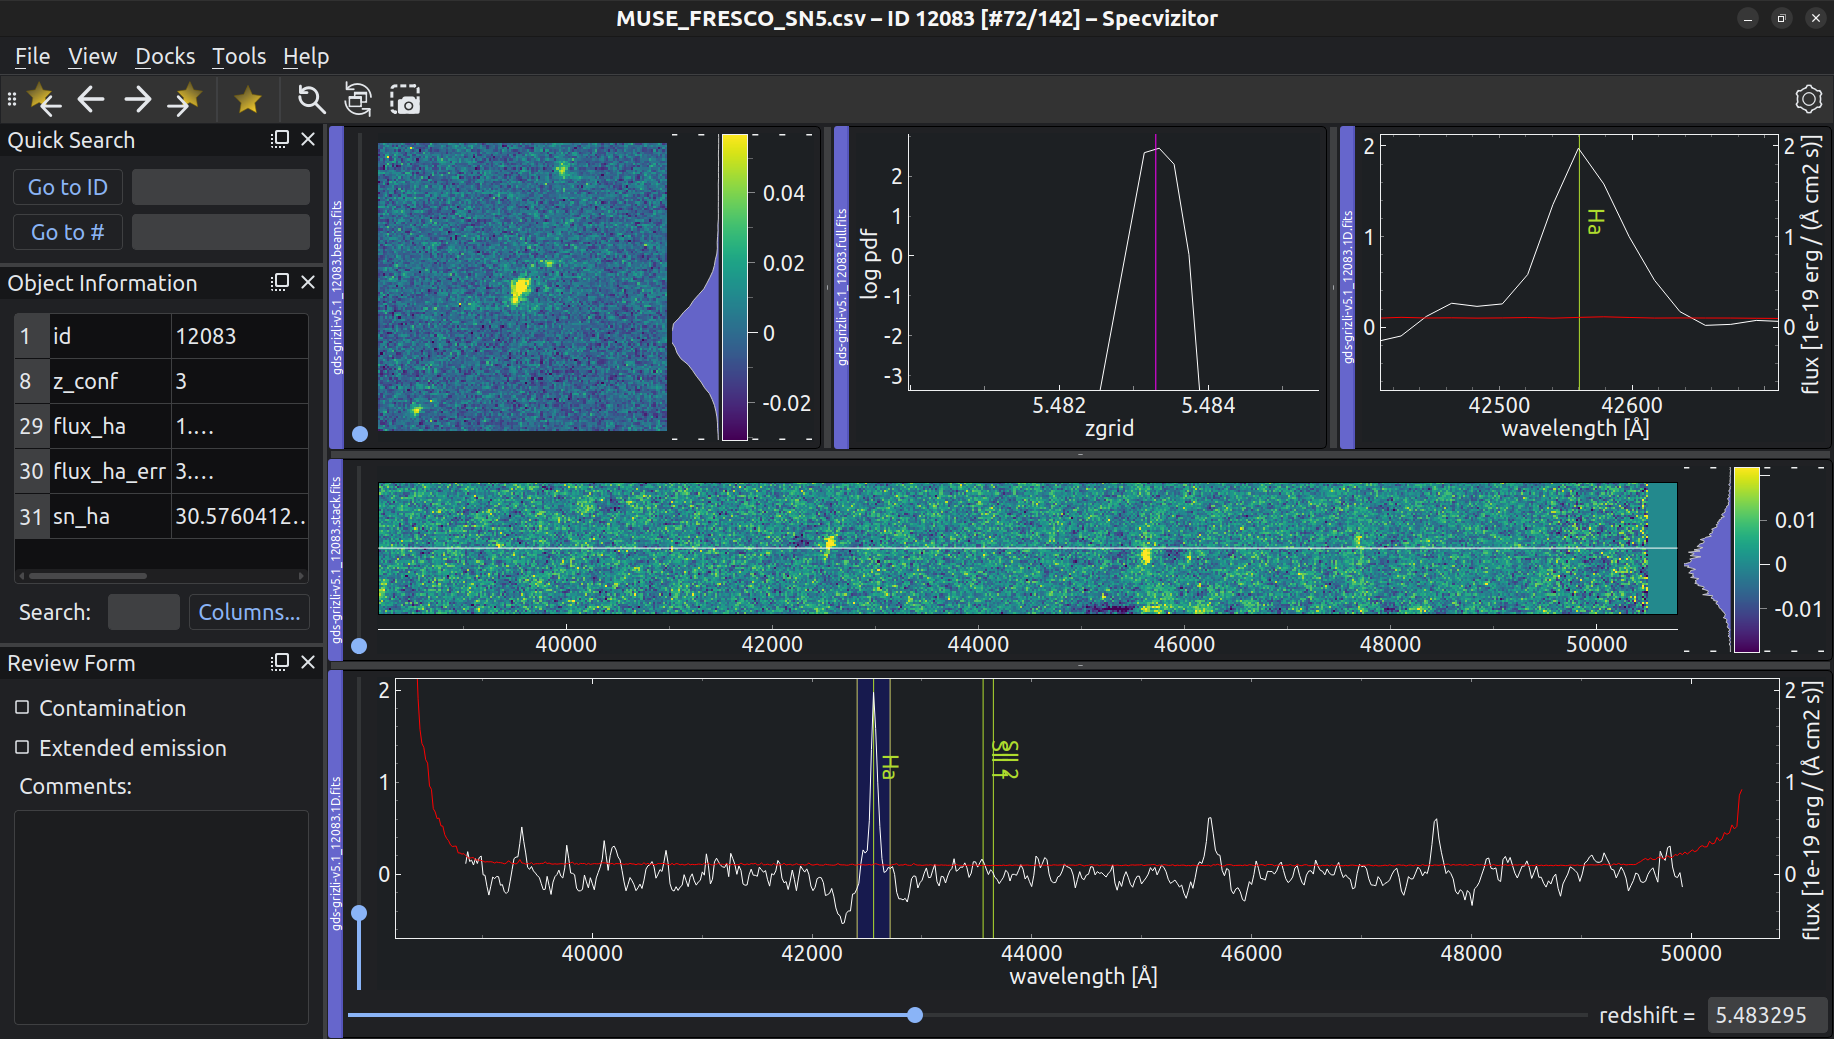 MUSE_FRESCO_SN5.csv – ID 12083 [#72/142] – Specvizitor
File View Docks Tools Help
Quick Search
Go to ID
Go to #
Object Information
1 id 12083
8 z_conf 3
29 flux_ha 1.…
30 flux_ha_err 3.…
31 sn_ha 30.5760412…
Search: Columns...
Review Form
Contamination
Extended emission
Comments:
gds-grizli-v5.1_12083.beams.fits
0.04
0.02
0
-0.02
gds-grizli-v5.1_12083.full.fits
log pdf
2
1
0
-1
-2
-3
5.482 5.484
zgrid
gds-grizli-v5.1_12083.1D.fits
2
1
0
Ha
2
1
0
42500 42600
wavelength [Å]
flux [1e-19 erg / (Å cm2 s)]
gds-grizli-v5.1_12083.stack.fits
40000 42000 44000 46000 48000 50000
0.01
0
-0.01
gds-grizli-v5.1_12083.1D.fits
2
1
0
Ha
SII 2
SII 1
2
1
0
40000 42000 44000 46000 48000 50000
wavelength [Å]
flux [1e-19 erg / (Å cm2 s)]
redshift = 5.483295